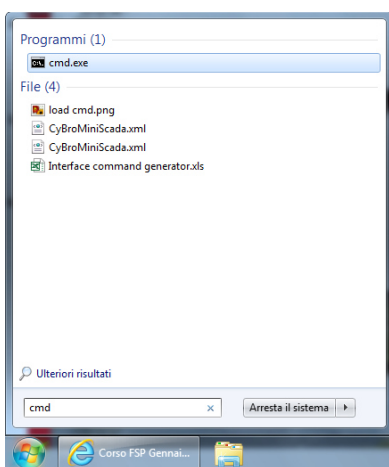 Programmi (1)
cmd.exe
File (4)
load cmd.png
CyBroMiniScada.xml
CyBroMiniScada.xml
Interface command generator.xls
Ulteriori risultati
cmd
Arresta il sistema
Corso FSP Gennai...